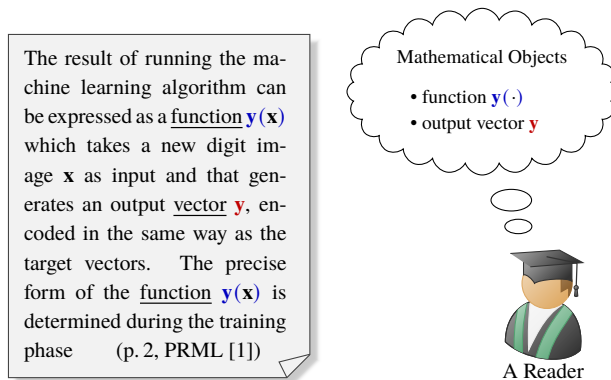 The result of running the ma-
chine learning algorithm can
be expressed as a function y(x)
which takes a new digit im-
age x as input and that gen-
erates an output vector y, en-
coded in the same way as the
target vectors. The precise
form of the function y(x) is
determined during the training
phase (p. 2, PRML [1])
Mathematical Objects
• function y(·)
• output vector y
A Reader